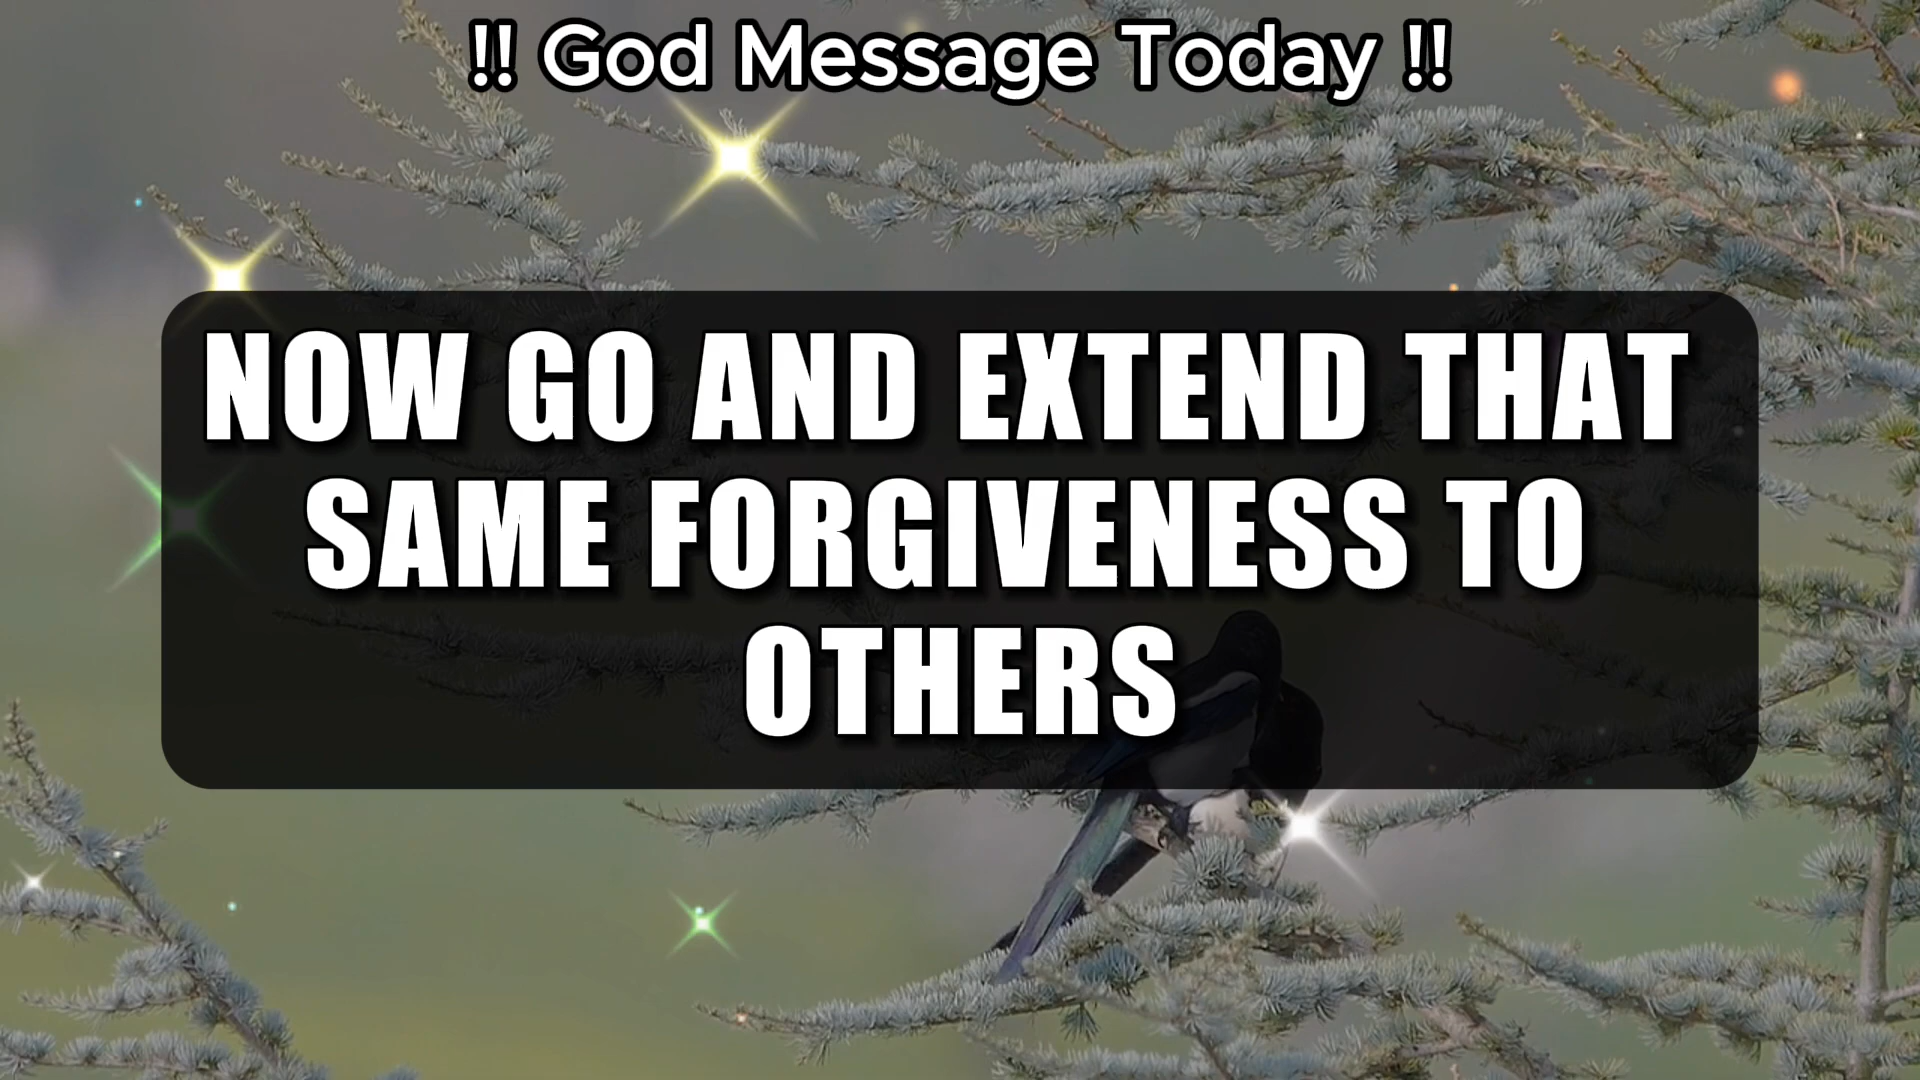 !! God Message Today !!
NOW GO AND EXTEND THAT
SAME FORGIVENESS TO
OTHERS